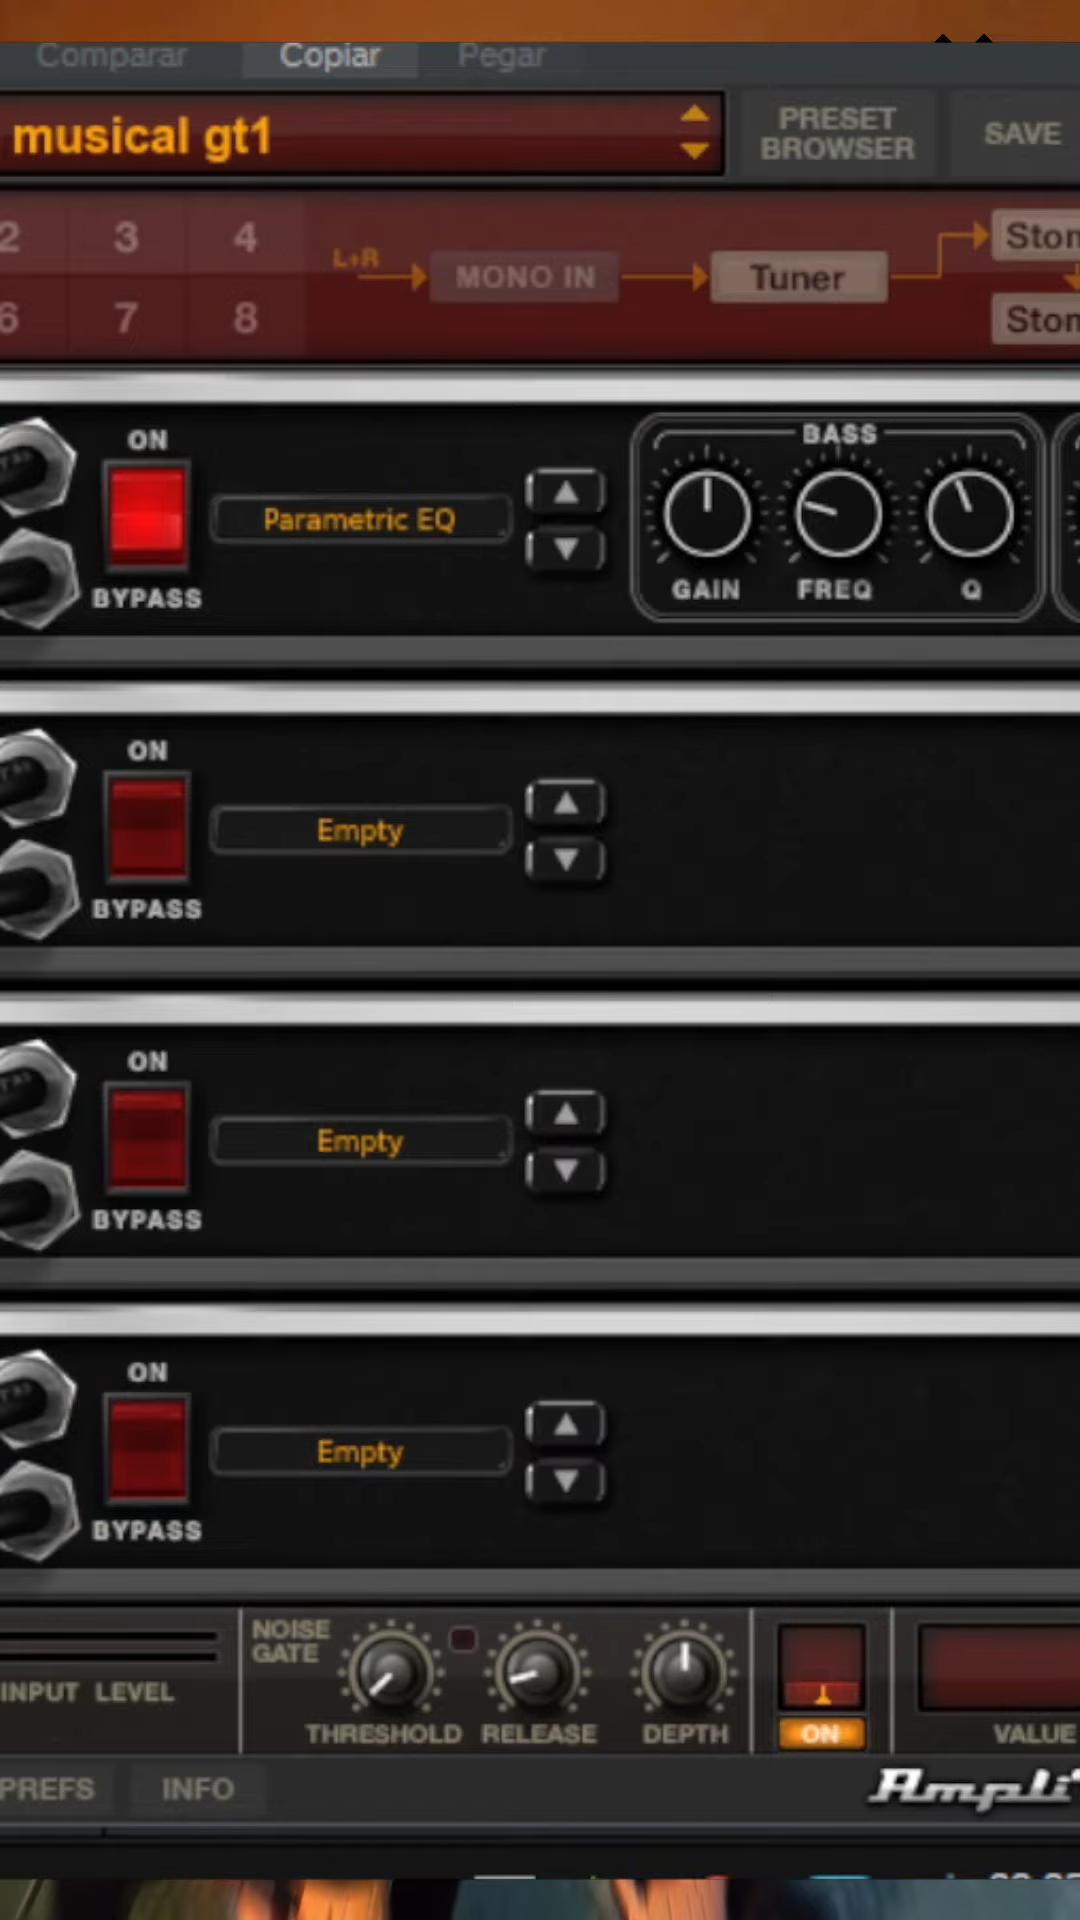 Comparar Copiar Pegar
musical gt1
PRESET BROWSER
SAVE
2 3 4
L+R
MONO IN
Tuner
6 7 8
ON
BASS
Parametric EQ
GAIN FREQ Q
BYPASS
ON
Empty
BYPASS
ON
Empty
BYPASS
ON
Empty
BYPASS
NOISE
GATE
INPUT LEVEL
THRESHOLD RELEASE DEPTH
ON
VALUE
PREFS INFO